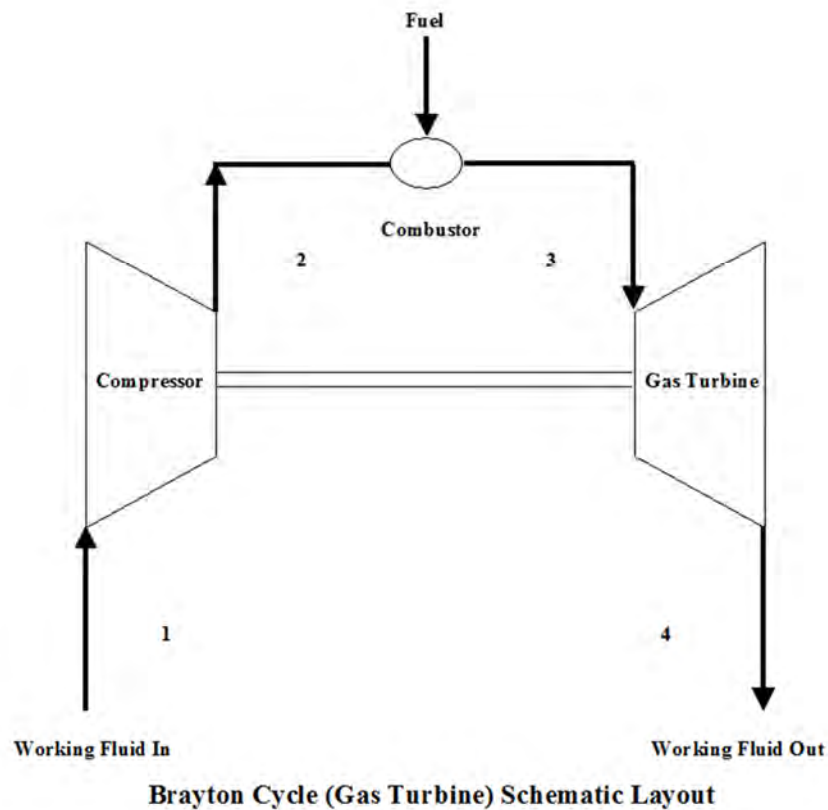 Fuel
Combustor
2
3
Compressor
Gas Turbine
1
4
Working Fluid In
Working Fluid Out
Brayton Cycle (Gas Turbine) Schematic Layout